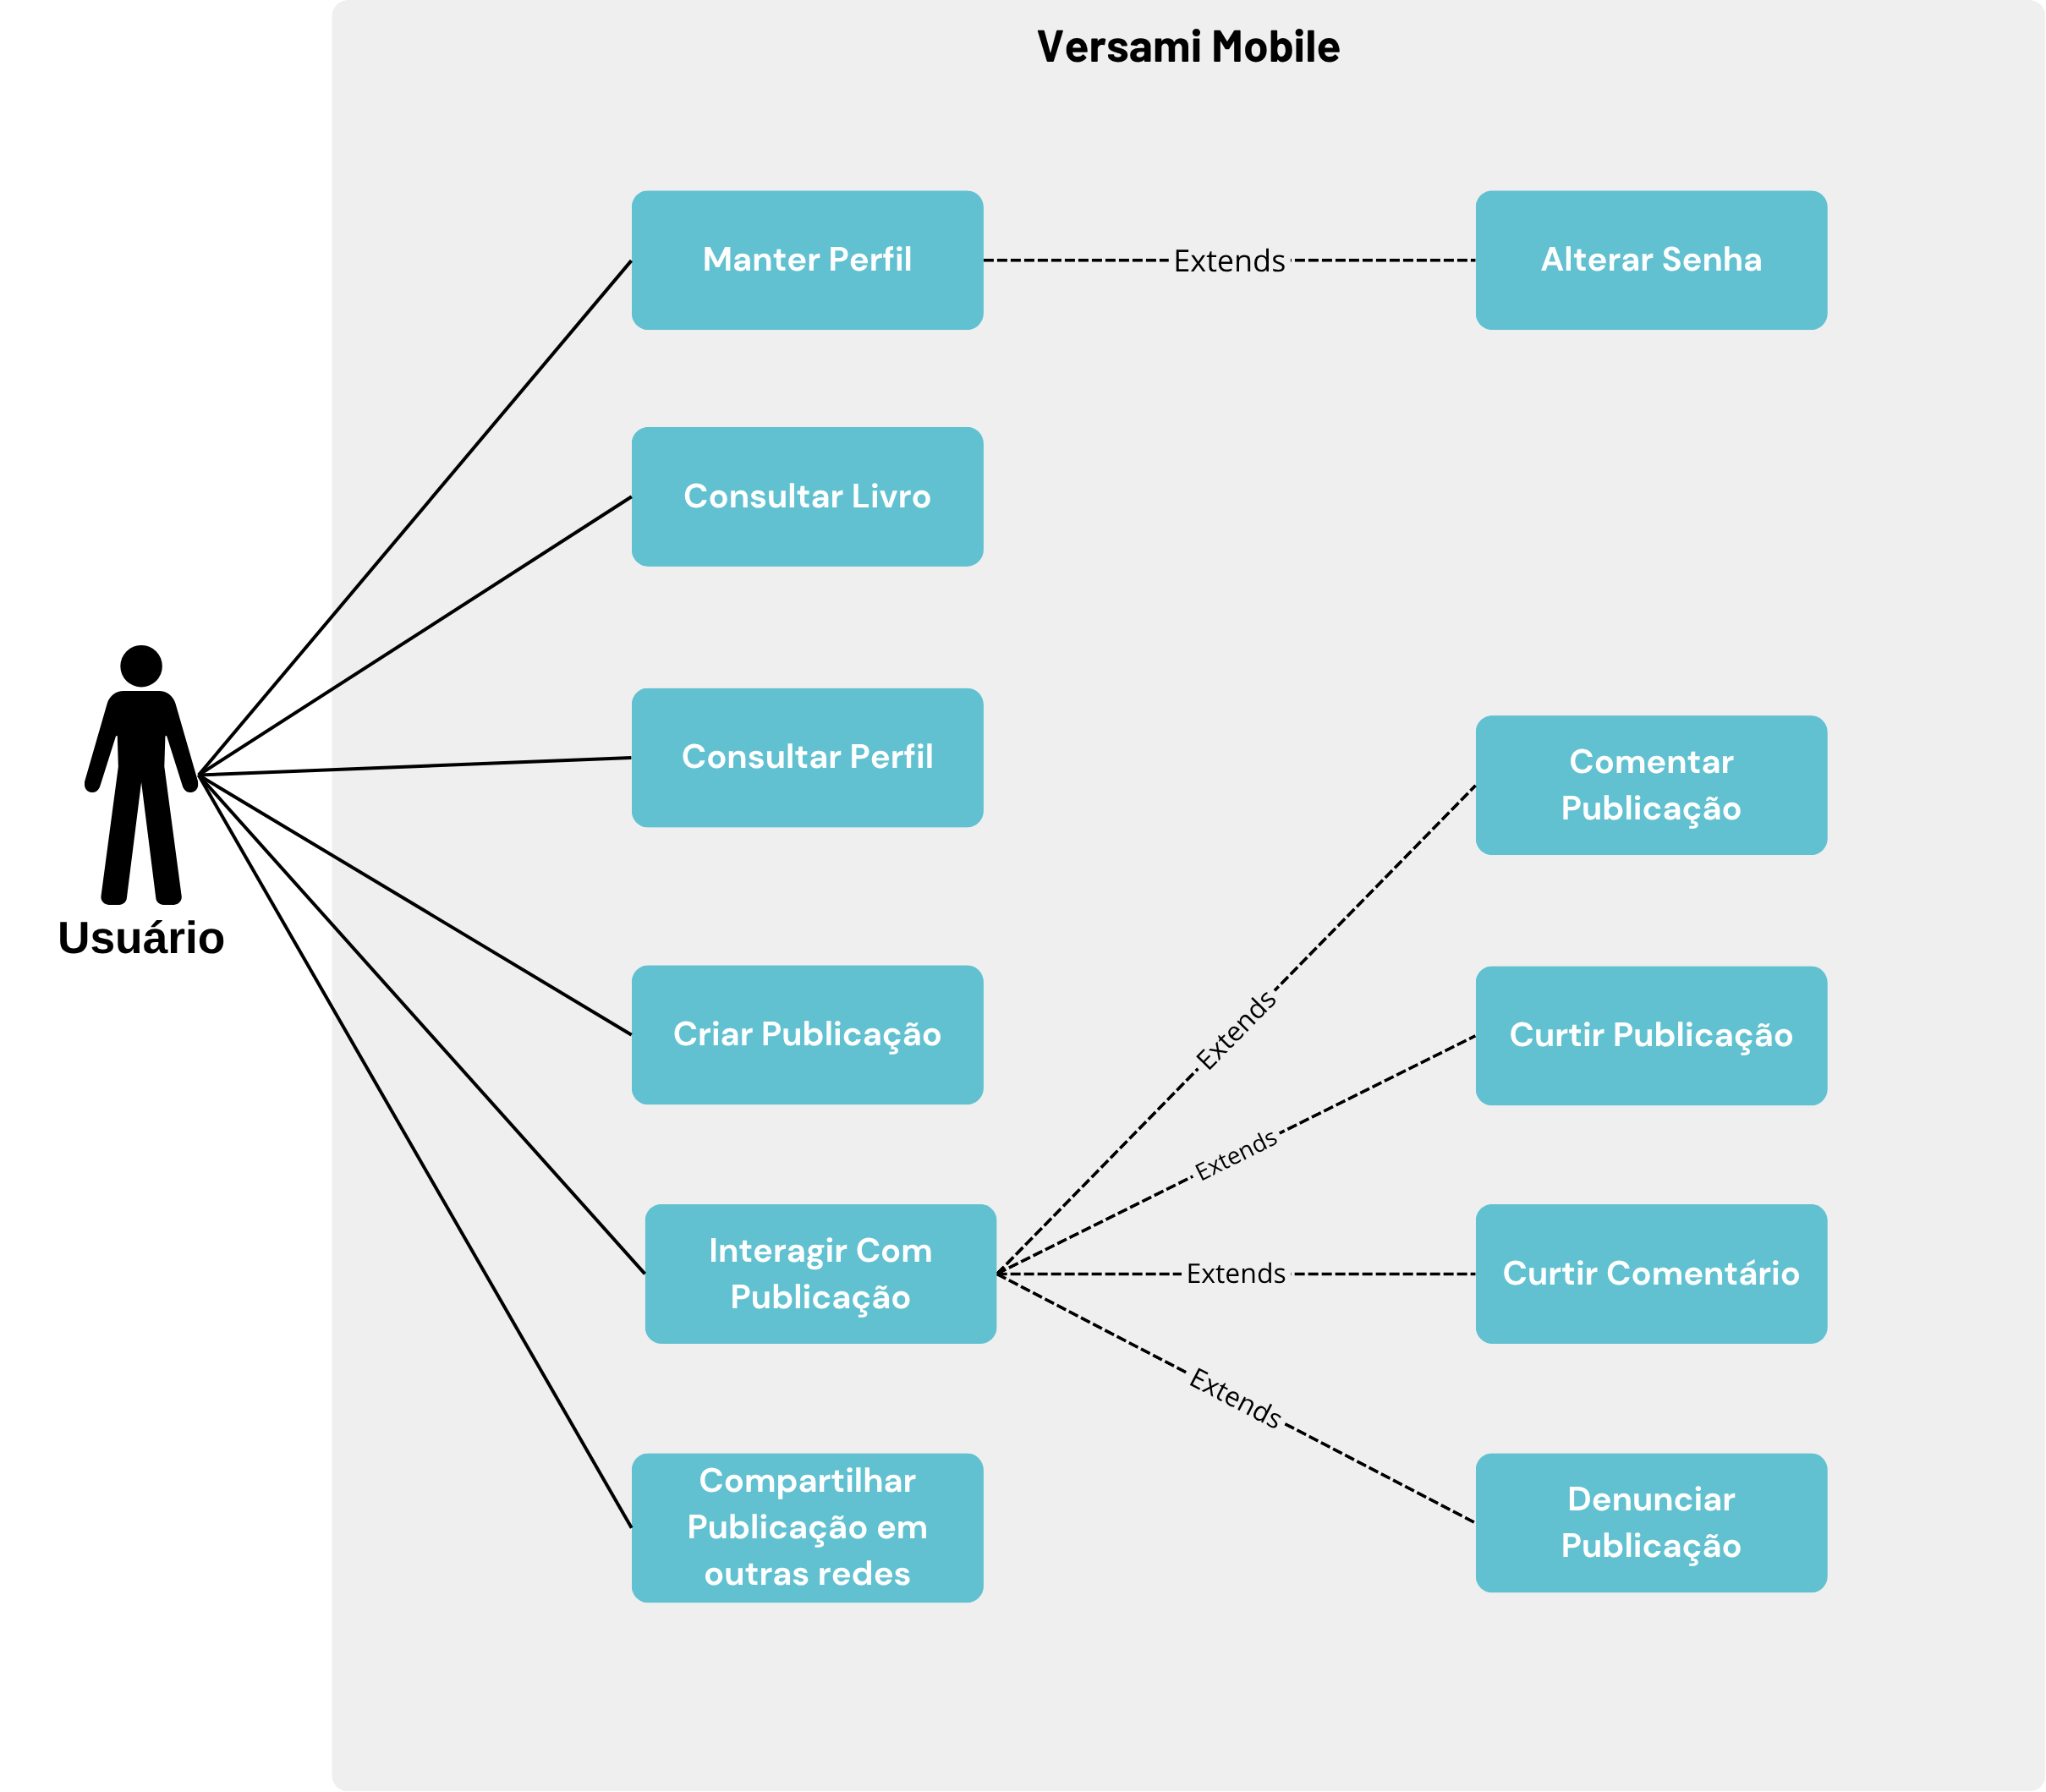 Versami Mobile
Manter Perfil
Extends
Alterar Senha
Consultar Livro
Consultar Perfil
Comentar
Publicação
Usuário
Criar Publicação
Extends
Curtir Publicação
Extends
Interagir Com
Publicação
Extends
Curtir Comentário
Extends
Compartilhar
Publicação em
outras redes
Denunciar
Publicação